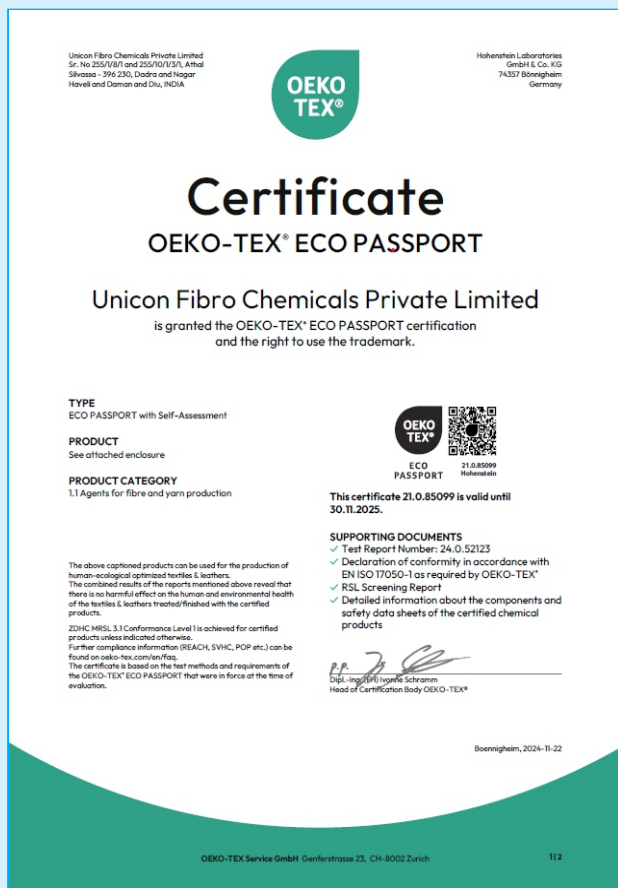 Unicon Fibro Chemicals Private Limited
Sr. No 255/1/8/1 and 255/10/1/3/1, Athal
Silvassa - 396 230, Dadra and Nagar
Haveli and Daman and Diu, INDIA
OEKO
TEX®
Hohenstein Laboratories
GmbH & Co. KG
74357 Bönnigheim
Germany
Certificate
OEKO-TEX® ECO PASSPORT
Unicon Fibro Chemicals Private Limited
is granted the OEKO-TEX® ECO PASSPORT certification
and the right to use the trademark.
TYPE
ECO PASSPORT with Self-Assessment
PRODUCT
See attached enclosure
PRODUCT CATEGORY
1.1 Agents for fibre and yarn production
The above captioned products can be used for the production of
human-ecological optimized textiles & leathers.
The combined results of the reports mentioned above reveal that
there is no harmful effect on the human and environmental health
of the textiles & leathers treated/finished with the certified
products.
ZDHC MRSL 3.1 Conformance Level 1 is achieved for certified
products unless indicated otherwise.
Further compliance information (REACH, SVHC, POP etc.) can be
found on oeko-tex.com/en/faq.
The certificate is based on the test methods and requirements of
the OEKO-TEX® ECO PASSPORT that were in force at the time of
evaluation.
OEKO
TEX®
ECO
PASSPORT
21.0.85099
Hohenstein
This certificate 21.0.85099 is valid until
30.11.2025.
SUPPORTING DOCUMENTS
✓ Test Report Number: 24.0.52123
✓ Declaration of conformity in accordance with
EN ISO 17050-1 as required by OEKO-TEX®
✓ RSL Screening Report
✓ Detailed information about the components and
safety data sheets of the certified chemical
products
p.p.
Dipl.-Ing. (FH) Ivonne Schramm
Head of Certification Body OEKO-TEX®
Boennigheim, 2024-11-22
OEKO-TEX Service GmbH Genferstrasse 23, CH-8002 Zurich
1|2